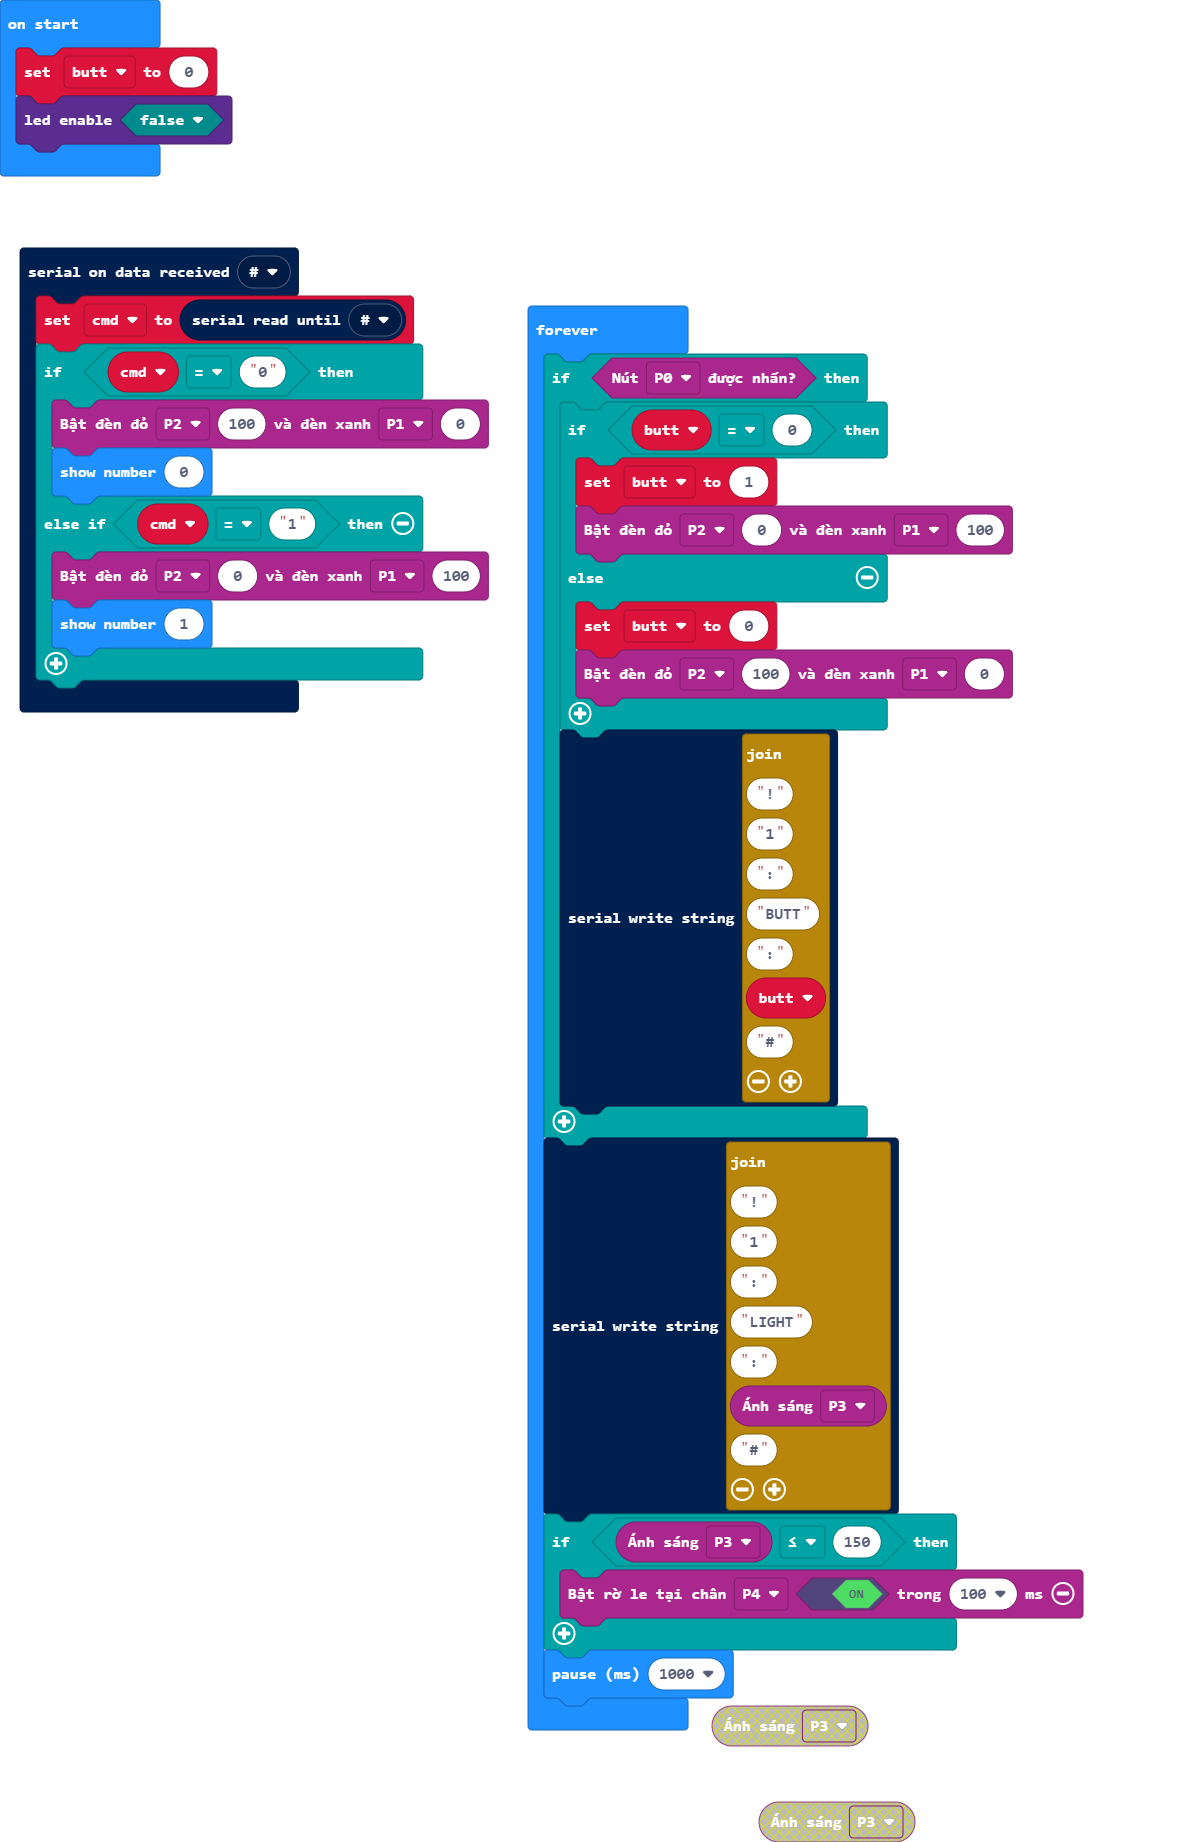 on start
set butt to 0
led enable false
serial on data received #
set cmd to serial read until #
if cmd = "0" then
Bật đèn đỏ P2 100 và đèn xanh P1 0
show number 0
else if cmd = "1" then
Bật đèn đỏ P2 0 và đèn xanh P1 100
show number 1
forever
if Nút P0 được nhấn? then
if butt = 0 then
set butt to 1
Bật đèn đỏ P2 0 và đèn xanh P1 100
else
set butt to 0
Bật đèn đỏ P2 100 và đèn xanh P1 0
serial write string
join
"!"
"1"
":"
"BUTT"
":"
butt
"#"
serial write string
join
"!"
"1"
":"
"LIGHT"
":"
Ánh sáng P3
"#"
if Ánh sáng P3 ≤ 150 then
Bật rờ le tại chân P4 ON trong 100 ms
pause (ms) 1000
Ánh sáng P3
Ánh sáng P3